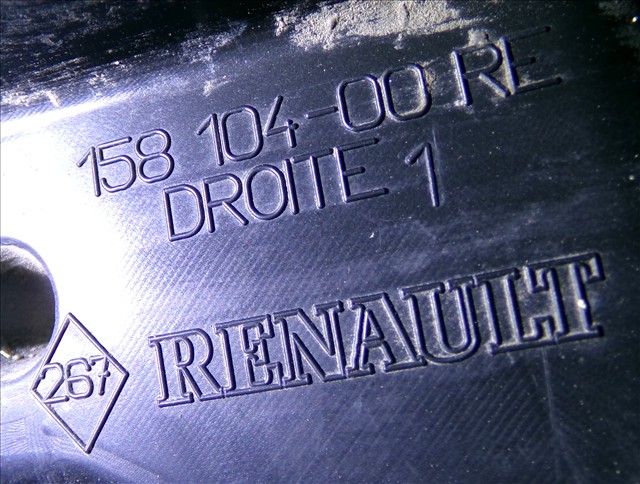 158 104-00 RE
DROITE 1
RENAULT
267